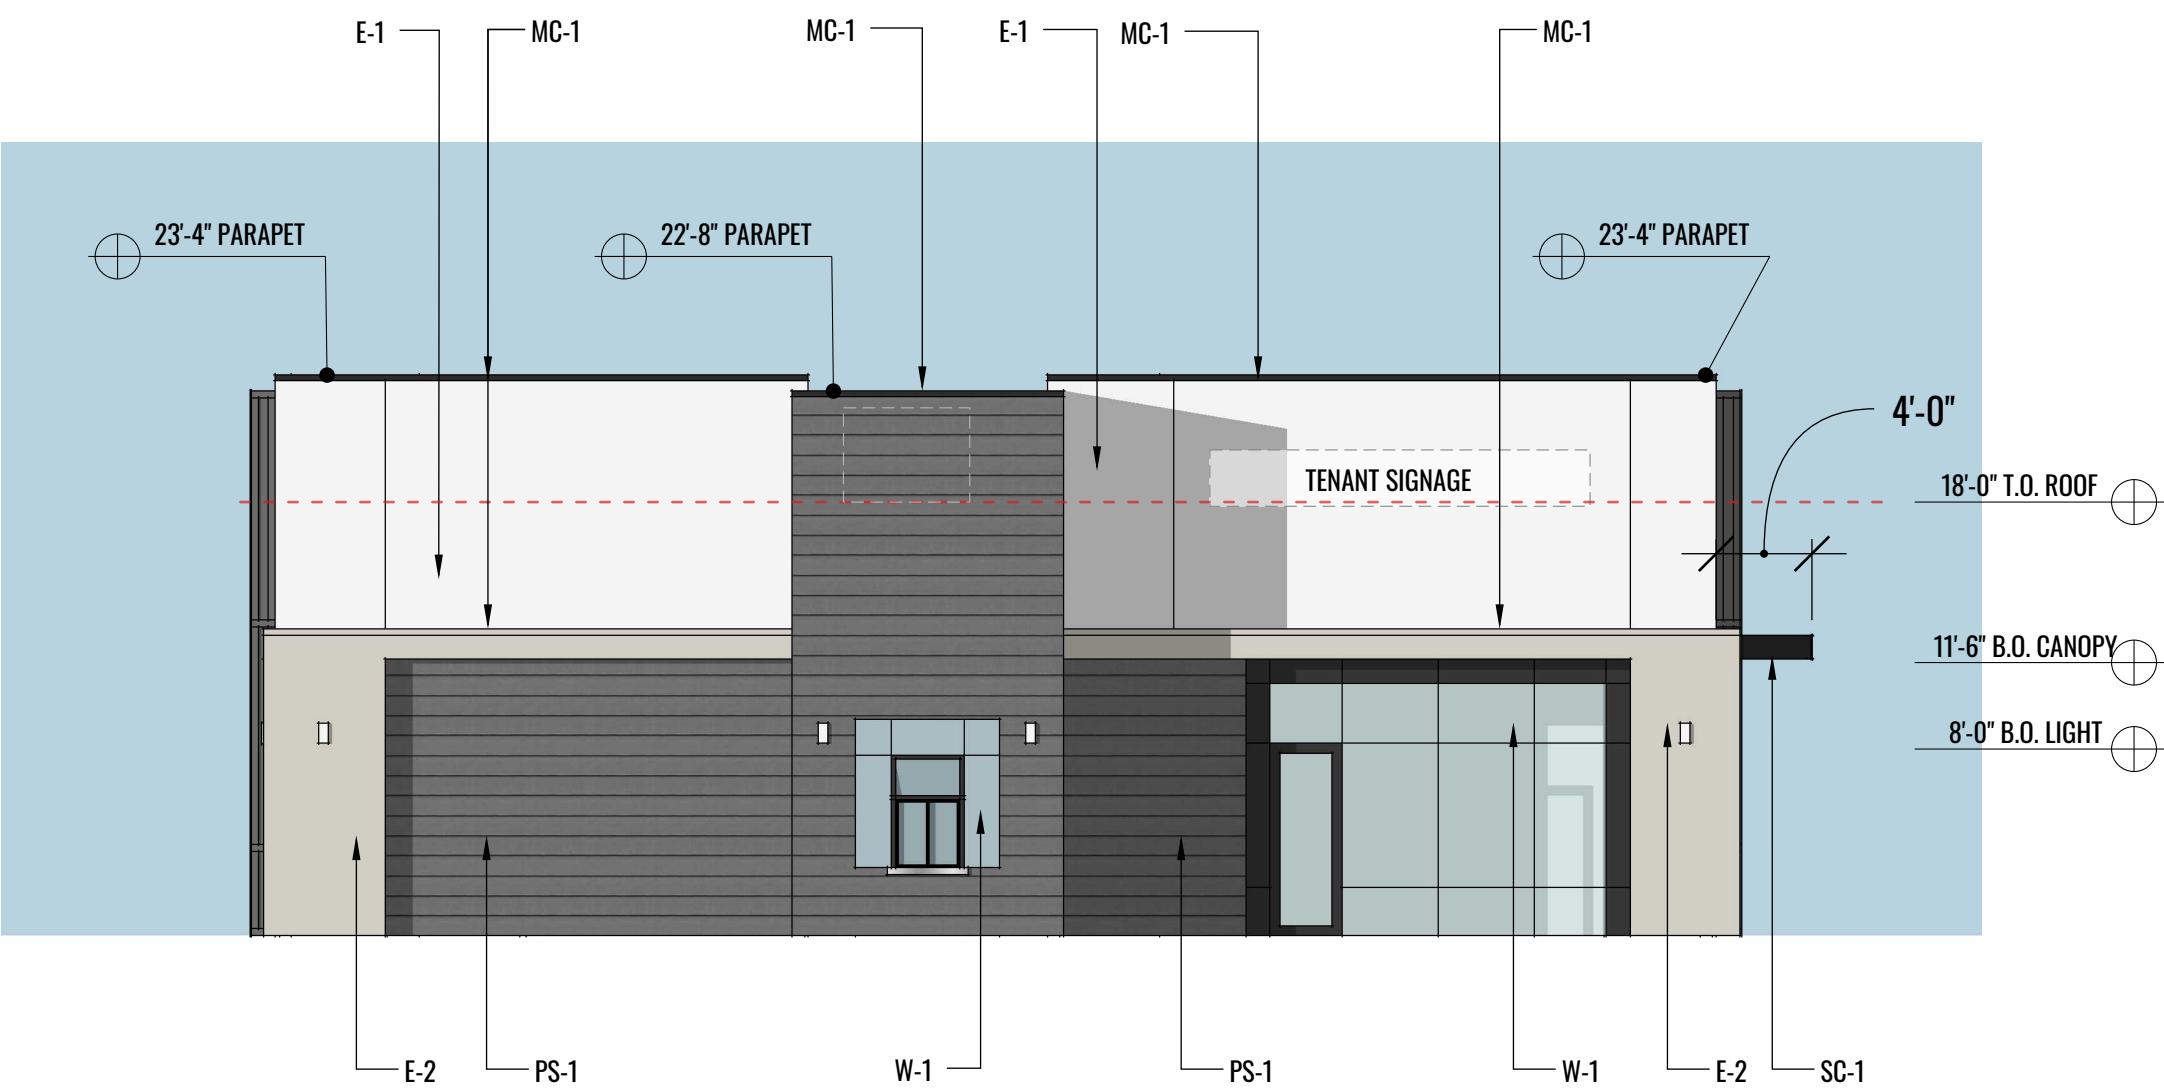 E-1
MC-1
MC-1
E-1
MC-1
MC-1
23'-4" PARAPET
22'-8" PARAPET
23'-4" PARAPET
4'-0"
TENANT SIGNAGE
18'-0" T.O. ROOF
11'-6" B.O. CANOPY
8'-0" B.O. LIGHT
E-2
PS-1
W-1
PS-1
W-1
E-2
SC-1